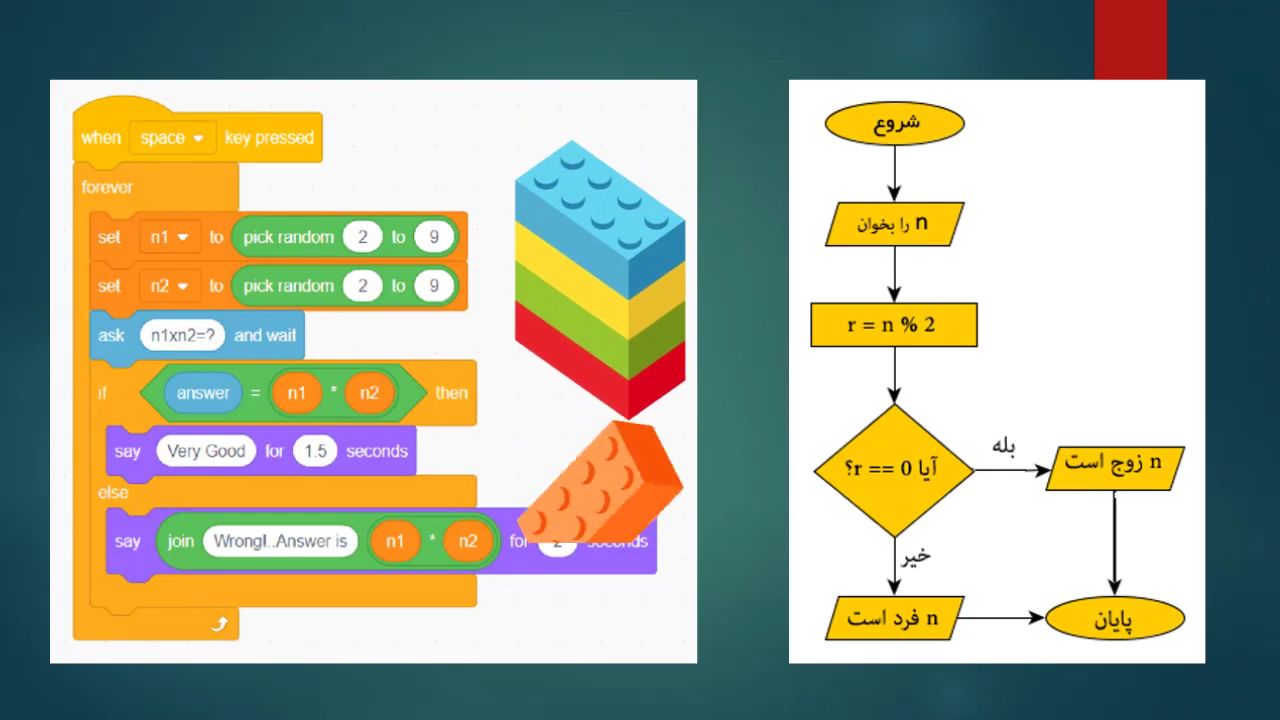 when space key pressed
forever
set n1 to pick random 2 to 9
set n2 to pick random 2 to 9
ask n1xn2=? and wait
if answer = n1 * n2 then
say Very Good for 1.5 seconds
else
say join Wrong!..Answer is n1 * n2 for 2 seconds
شروع
n را بخوان
r = n % 2
آیا r == 0؟
بله
n زوج است
خیر
n فرد است
پایان